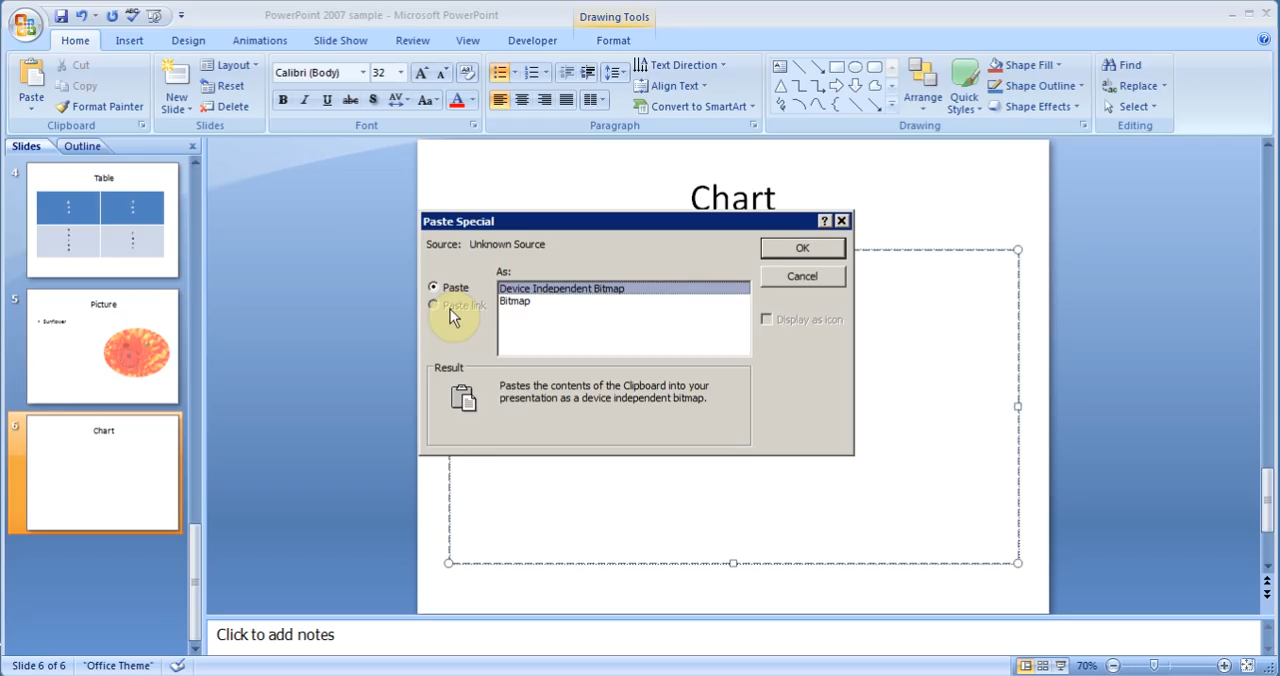 PowerPoint 2007 sample - Microsoft PowerPoint
Drawing Tools
Home Insert Design Animations Slide Show Review View Developer Format
Paste
Cut
Copy
Format Painter
Clipboard
New
Slide
Layout
Reset
Delete
Slides
Calibri (Body) 32
B I U abc S AV Aa A
Font
Text Direction
Align Text
Convert to SmartArt
Paragraph
Arrange
Quick
Styles
Shape Fill
Shape Outline
Shape Effects
Drawing
Find
Replace
Select
Editing
Slides Outline
4
Table
5
Picture
Sunflower
6
Chart
Chart
Paste Special
Source: Unknown Source
As:
Paste
Paste link
Device Independent Bitmap
Bitmap
OK
Cancel
Display as icon
Result
Pastes the contents of the Clipboard into your
presentation as a device independent bitmap.
Click to add notes
Slide 6 of 6 "Office Theme" 70%